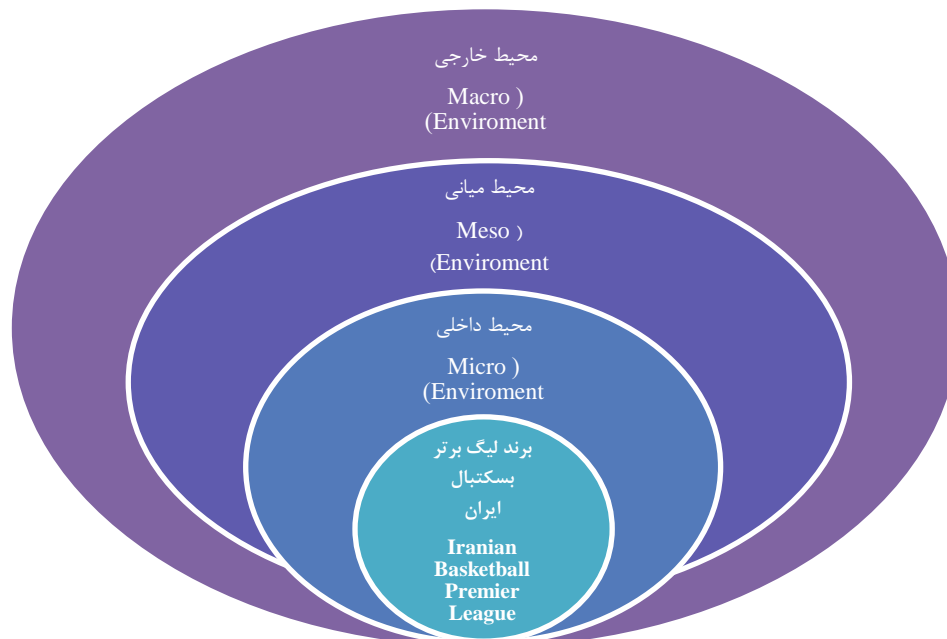 محیط خارجی
Macro )
(Enviroment
محیط میانی
Meso )
(Enviroment
محیط داخلی
Micro )
(Enviroment
برند لیگ برتر
بسکتبال
ایران
Iranian
Basketball
Premier
League